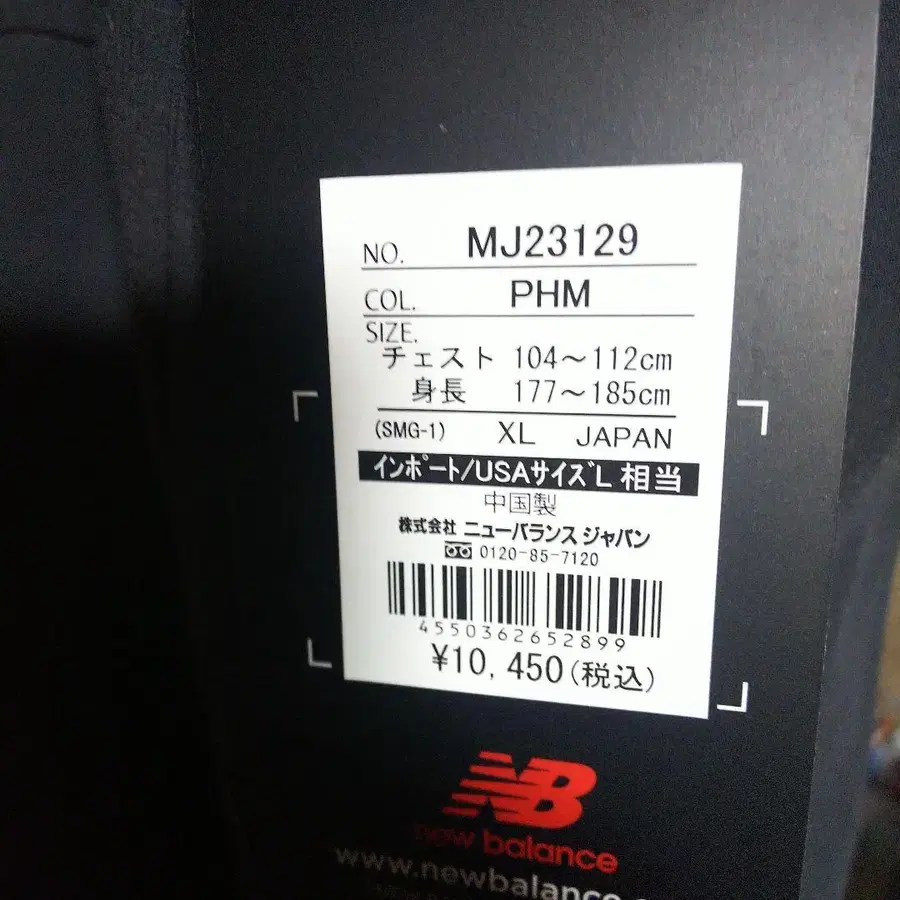 NO. MJ23129
COL. PHM
SIZE.
チェスト 104～112cm
身長 177～185cm
(SMG-1) XL JAPAN
インポート/USAサイズL相当
中国製
株式会社 ニューバランス ジャパン
0120-85-7120
4550362652899
¥10,450(税込)
NB
new balance
www.newbalance.